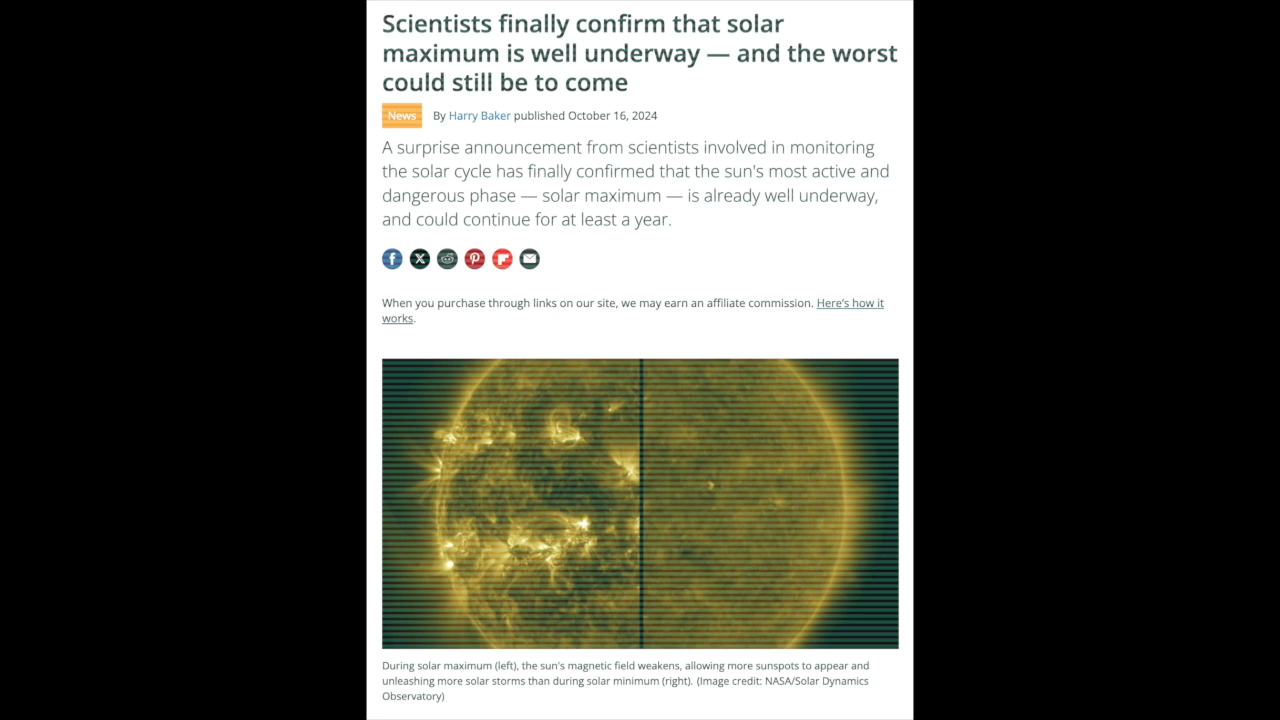 Scientists finally confirm that solar
maximum is well underway — and the worst
could still be to come
News By Harry Baker published October 16, 2024
A surprise announcement from scientists involved in monitoring
the solar cycle has finally confirmed that the sun's most active and
dangerous phase — solar maximum — is already well underway,
and could continue for at least a year.
When you purchase through links on our site, we may earn an affiliate commission. Here's how it
works.
During solar maximum (left), the sun's magnetic field weakens, allowing more sunspots to appear and
unleashing more solar storms than during solar minimum (right). (Image credit: NASA/Solar Dynamics
Observatory)